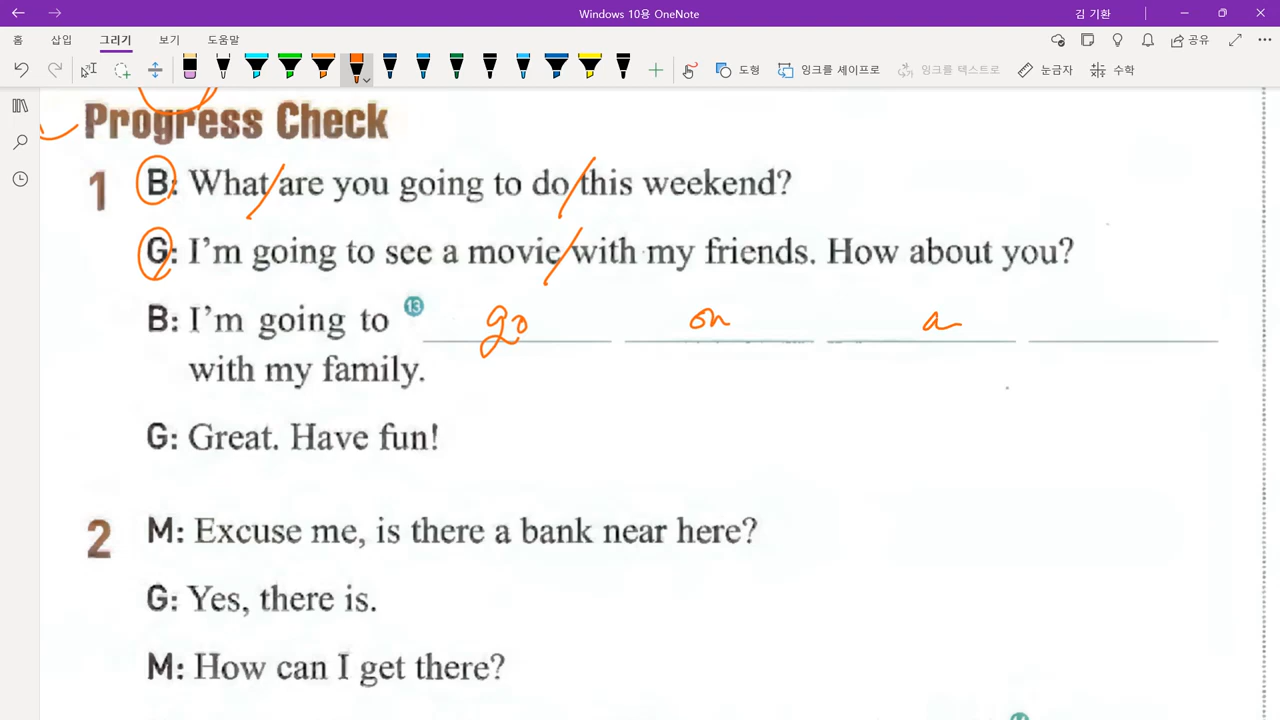 Windows 10용 OneNote
김 기환
홈 삽입 그리기 보기 도움말
공유
도형 잉크를 셰이프로 잉크를 텍스트로 눈금자 수학
Progress Check
1 B: What are you going to do this weekend?
G: I'm going to see a movie with my friends. How about you?
B: I'm going to 13 go on a
with my family.
G: Great. Have fun!
2 M: Excuse me, is there a bank near here?
G: Yes, there is.
M: How can I get there?